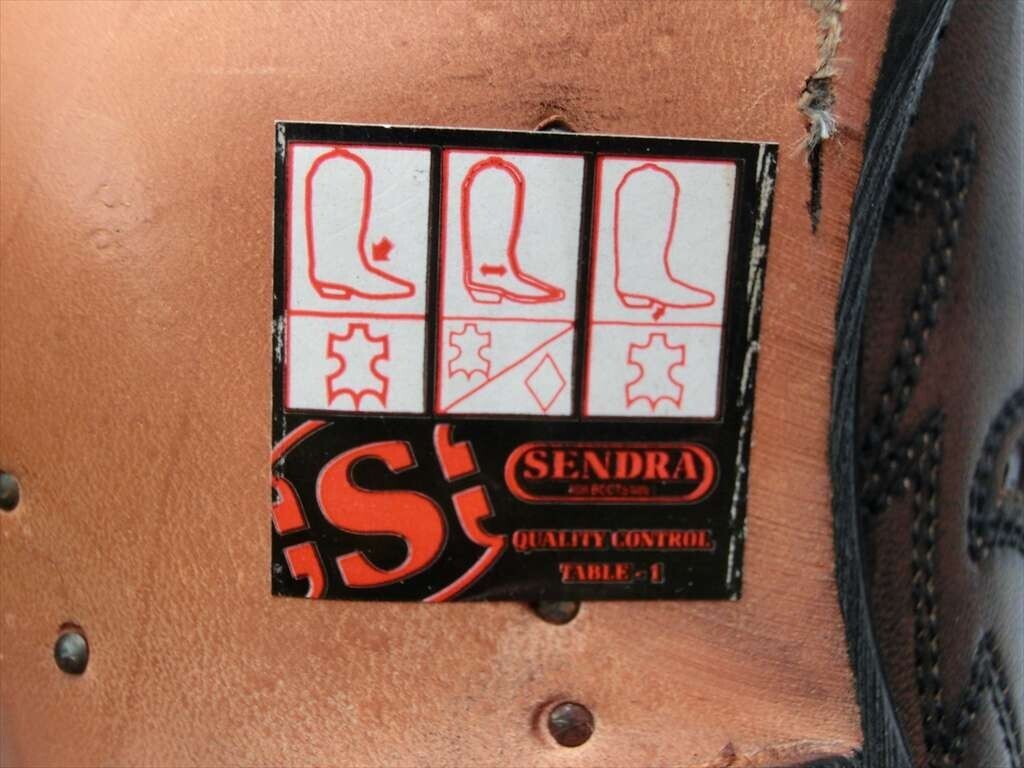 S
SENDRA
QUALITY CONTROL
TABLE - 1